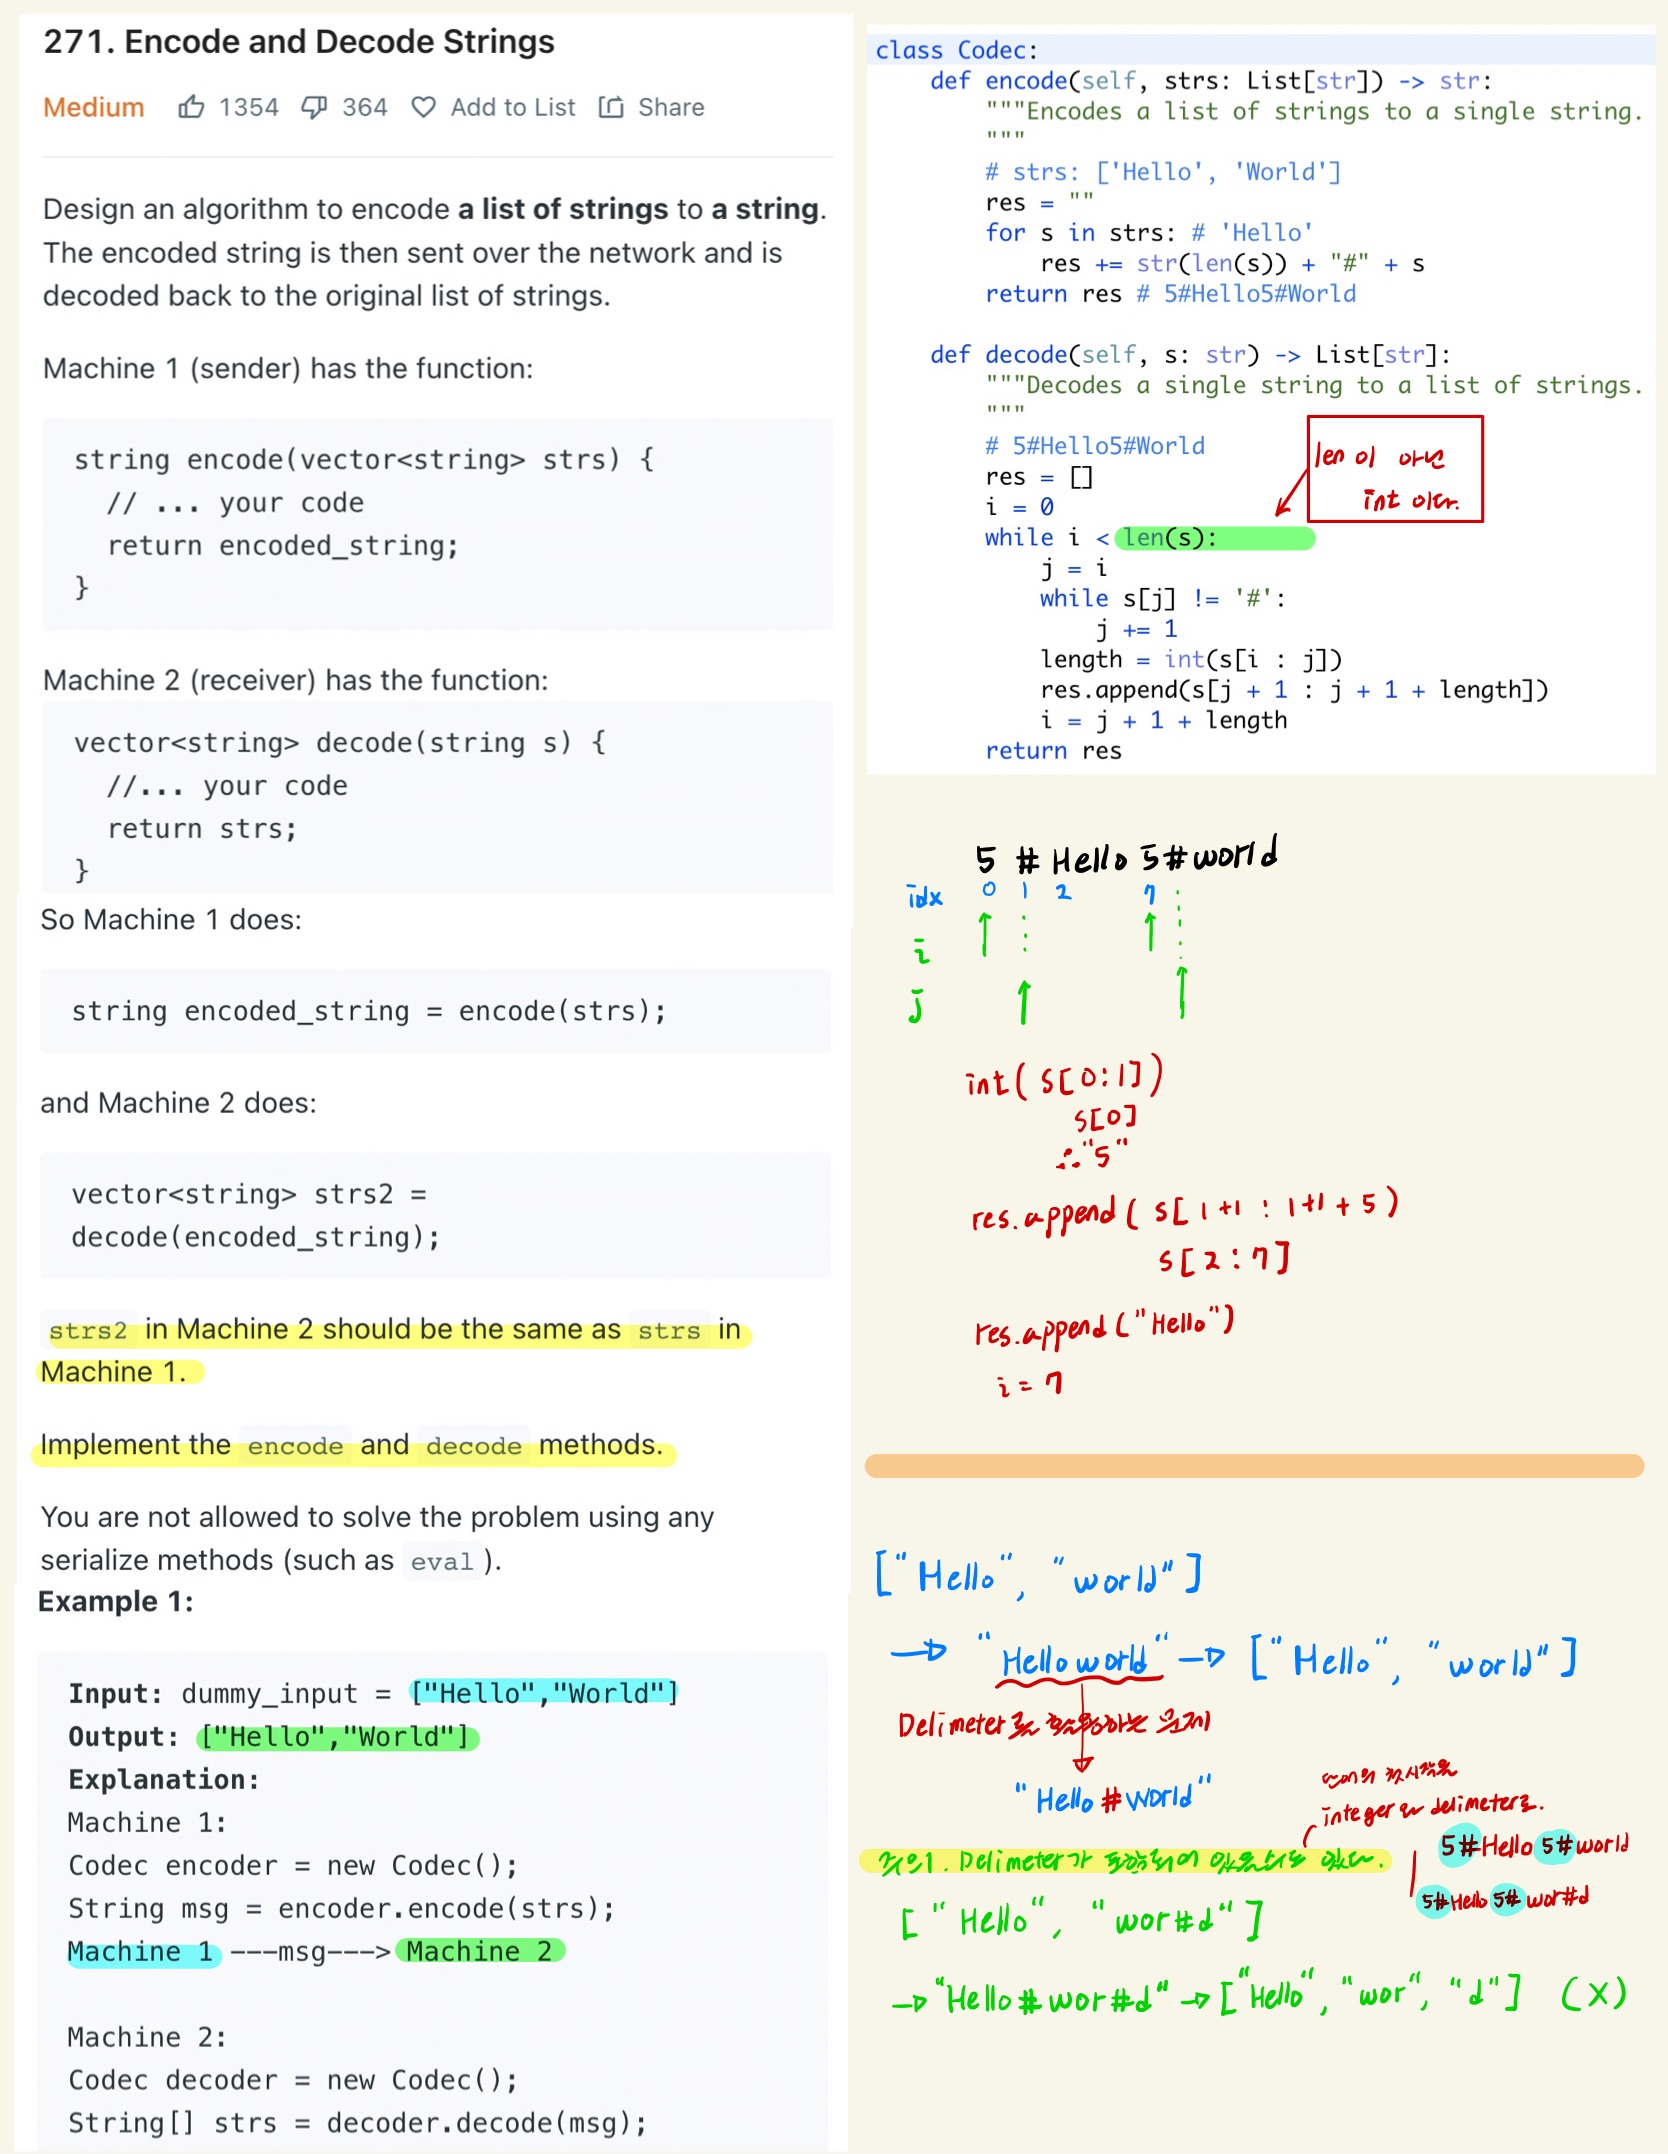 271. Encode and Decode Strings
Medium 1354 364 Add to List Share
Design an algorithm to encode a list of strings to a string.
The encoded string is then sent over the network and is
decoded back to the original list of strings.
Machine 1 (sender) has the function:
string encode(vector<string> strs) {
// ... your code
return encoded_string;
}
Machine 2 (receiver) has the function:
vector<string> decode(string s) {
//... your code
return strs;
}
So Machine 1 does:
string encoded_string = encode(strs);
and Machine 2 does:
vector<string> strs2 =
decode(encoded_string);
strs2 in Machine 2 should be the same as strs in
Machine 1.
Implement the encode and decode methods.
You are not allowed to solve the problem using any
serialize methods (such as eval ).
Example 1:
Input: dummy_input = ["Hello","World"]
Output: ["Hello","World"]
Explanation:
Machine 1:
Codec encoder = new Codec();
String msg = encoder.encode(strs);
Machine 1 ---msg---> Machine 2
Machine 2:
Codec decoder = new Codec();
String[] strs = decoder.decode(msg);
class Codec:
def encode(self, strs: List[str]) -> str:
"""Encodes a list of strings to a single string.
"""
# strs: ['Hello', 'World']
res = ""
for s in strs: # 'Hello'
res += str(len(s)) + "#" + s
return res # 5#Hello5#World
def decode(self, s: str) -> List[str]:
"""Decodes a single string to a list of strings.
"""
# 5#Hello5#World
res = []
i = 0
while i < len(s):
j = i
while s[j] != '#':
j += 1
length = int(s[i : j])
res.append(s[j + 1 : j + 1 + length])
i = j + 1 + length
return res
len이 아닌
int이다.
5 # Hello 5 # world
idx 0 1 2 7
i
j
int( s[0:1])
s[0]
∴ "5"
res.append( s[ 1+1 : 1+1+5 )
s[2:7]
res.append("Hello")
i = 7
["Hello", "world"]
→ "Hello world" → ["Hello", "world"]
Delimeter로 하는 문제
"Hello#world"
단어의 첫시작을
integer와 delimeter로.
주의1. Delimeter가 포함되어 있을수도 있다.
5#Hello 5#world
5#Hello 5#wor#d
["Hello", "wor#d"]
→ "Hello#wor#d" → ["Hello", "wor", "d"] (X)